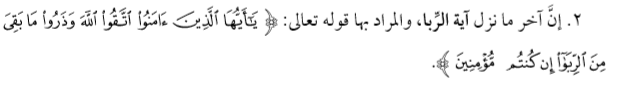 ٢. إنَّ آخر ما نزل آية الرِّبا، والمراد بها قوله تعالى: ﴿ يَٰٓأَيُّهَا ٱلَّذِينَ ءَامَنُوا۟ ٱتَّقُوا۟ ٱللَّهَ وَذَرُوا۟ مَا بَقِىَ
مِنَ ٱلرِّبَوٰٓا۟ إِن كُنتُم مُّؤْمِنِينَ ﴾.